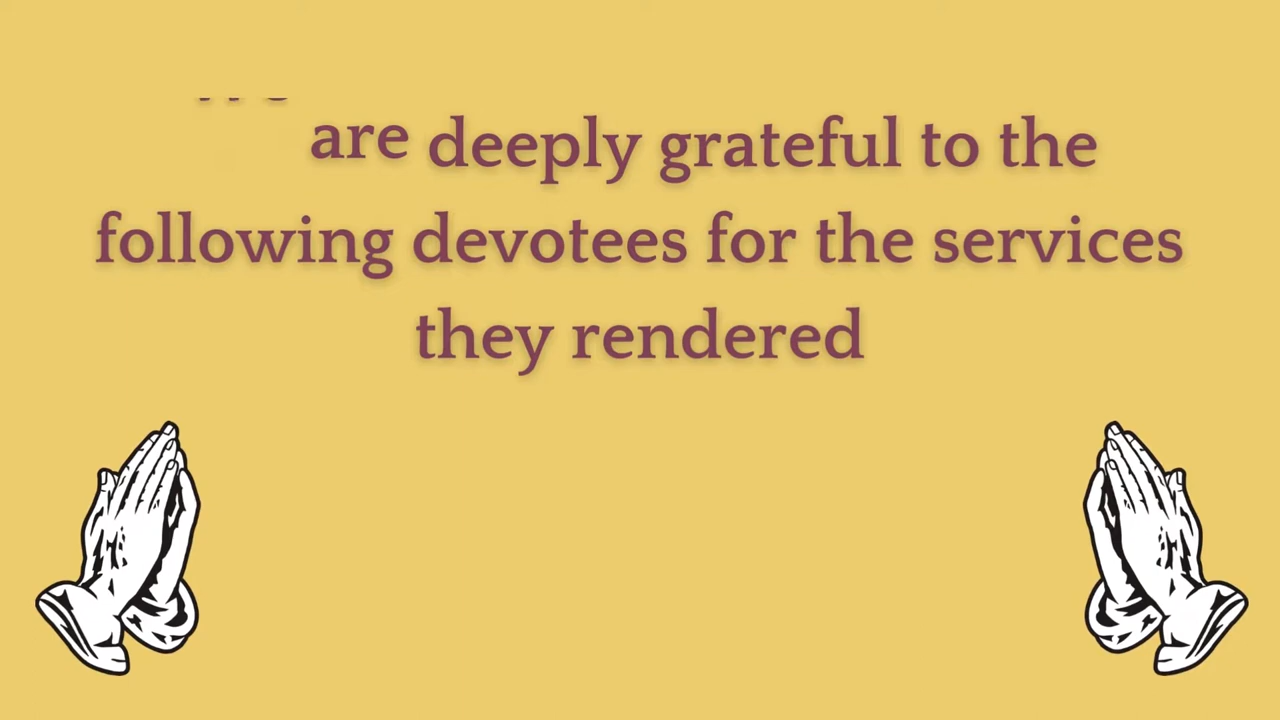 are deeply grateful to the
following devotees for the services
they rendered